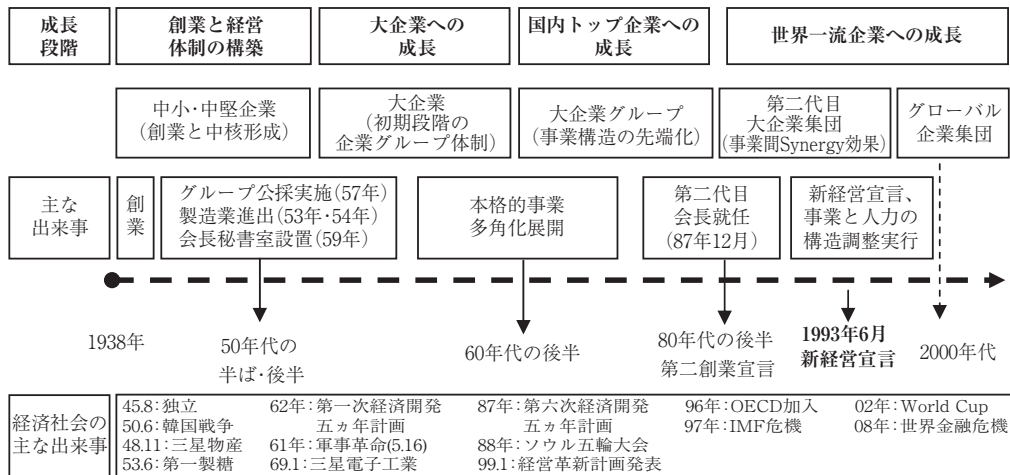 成長
段階
創業と経営
体制の構築
大企業への
成長
国内トップ企業への
成長
世界一流企業への成長
中小・中堅企業
(創業と中核形成)
大企業
(初期段階の
企業グループ体制)
大企業グループ
(事業構造の先端化)
第二代目
大企業集団
(事業間Synergy効果)
グローバル
企業集団
主な
出来事
創
業
グループ公採実施(57年)
製造業進出(53年・54年)
会長秘書室設置(59年)
本格的事業
多角化展開
第二代目
会長就任
(87年12月)
新経営宣言、
事業と人力の
構造調整実行
1938年
50年代の
半ば・後半
60年代の後半
80年代の後半
第二創業宣言
1993年6月
新経営宣言
2000年代
経済社会の
主な出来事
45.8：独立
50.6：韓国戦争
48.11：三星物産
53.6：第一製糖
62年：第一次経済開発
五ヵ年計画
61年：軍事革命(5.16)
69.1：三星電子工業
87年：第六次経済開発
五ヵ年計画
88年：ソウル五輪大会
99.1：経営革新計画発表
96年：OECD加入
97年：IMF危機
02年：World Cup
08年：世界金融危機